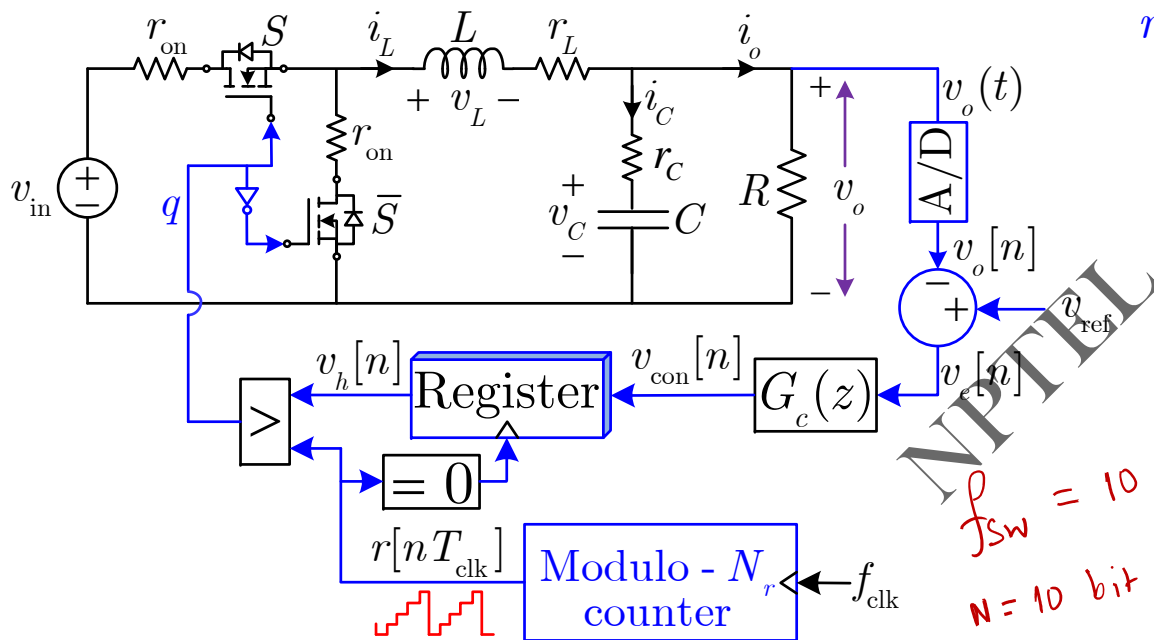 r_on S i_L L r_L i_o r
+ v_L −
i_C v_o(t)
r_on r_C A/D
v_in + − q S̅ + v_C − C R + v_o −
v_o[n]
− +
v_ref
v_h[n] v_con[n] v_e[n]
> Register G_c(z)
= 0
NPTEL
r[nT_clk] Modulo - N_r f_clk
counter
f_sw = 10
N = 10 bit